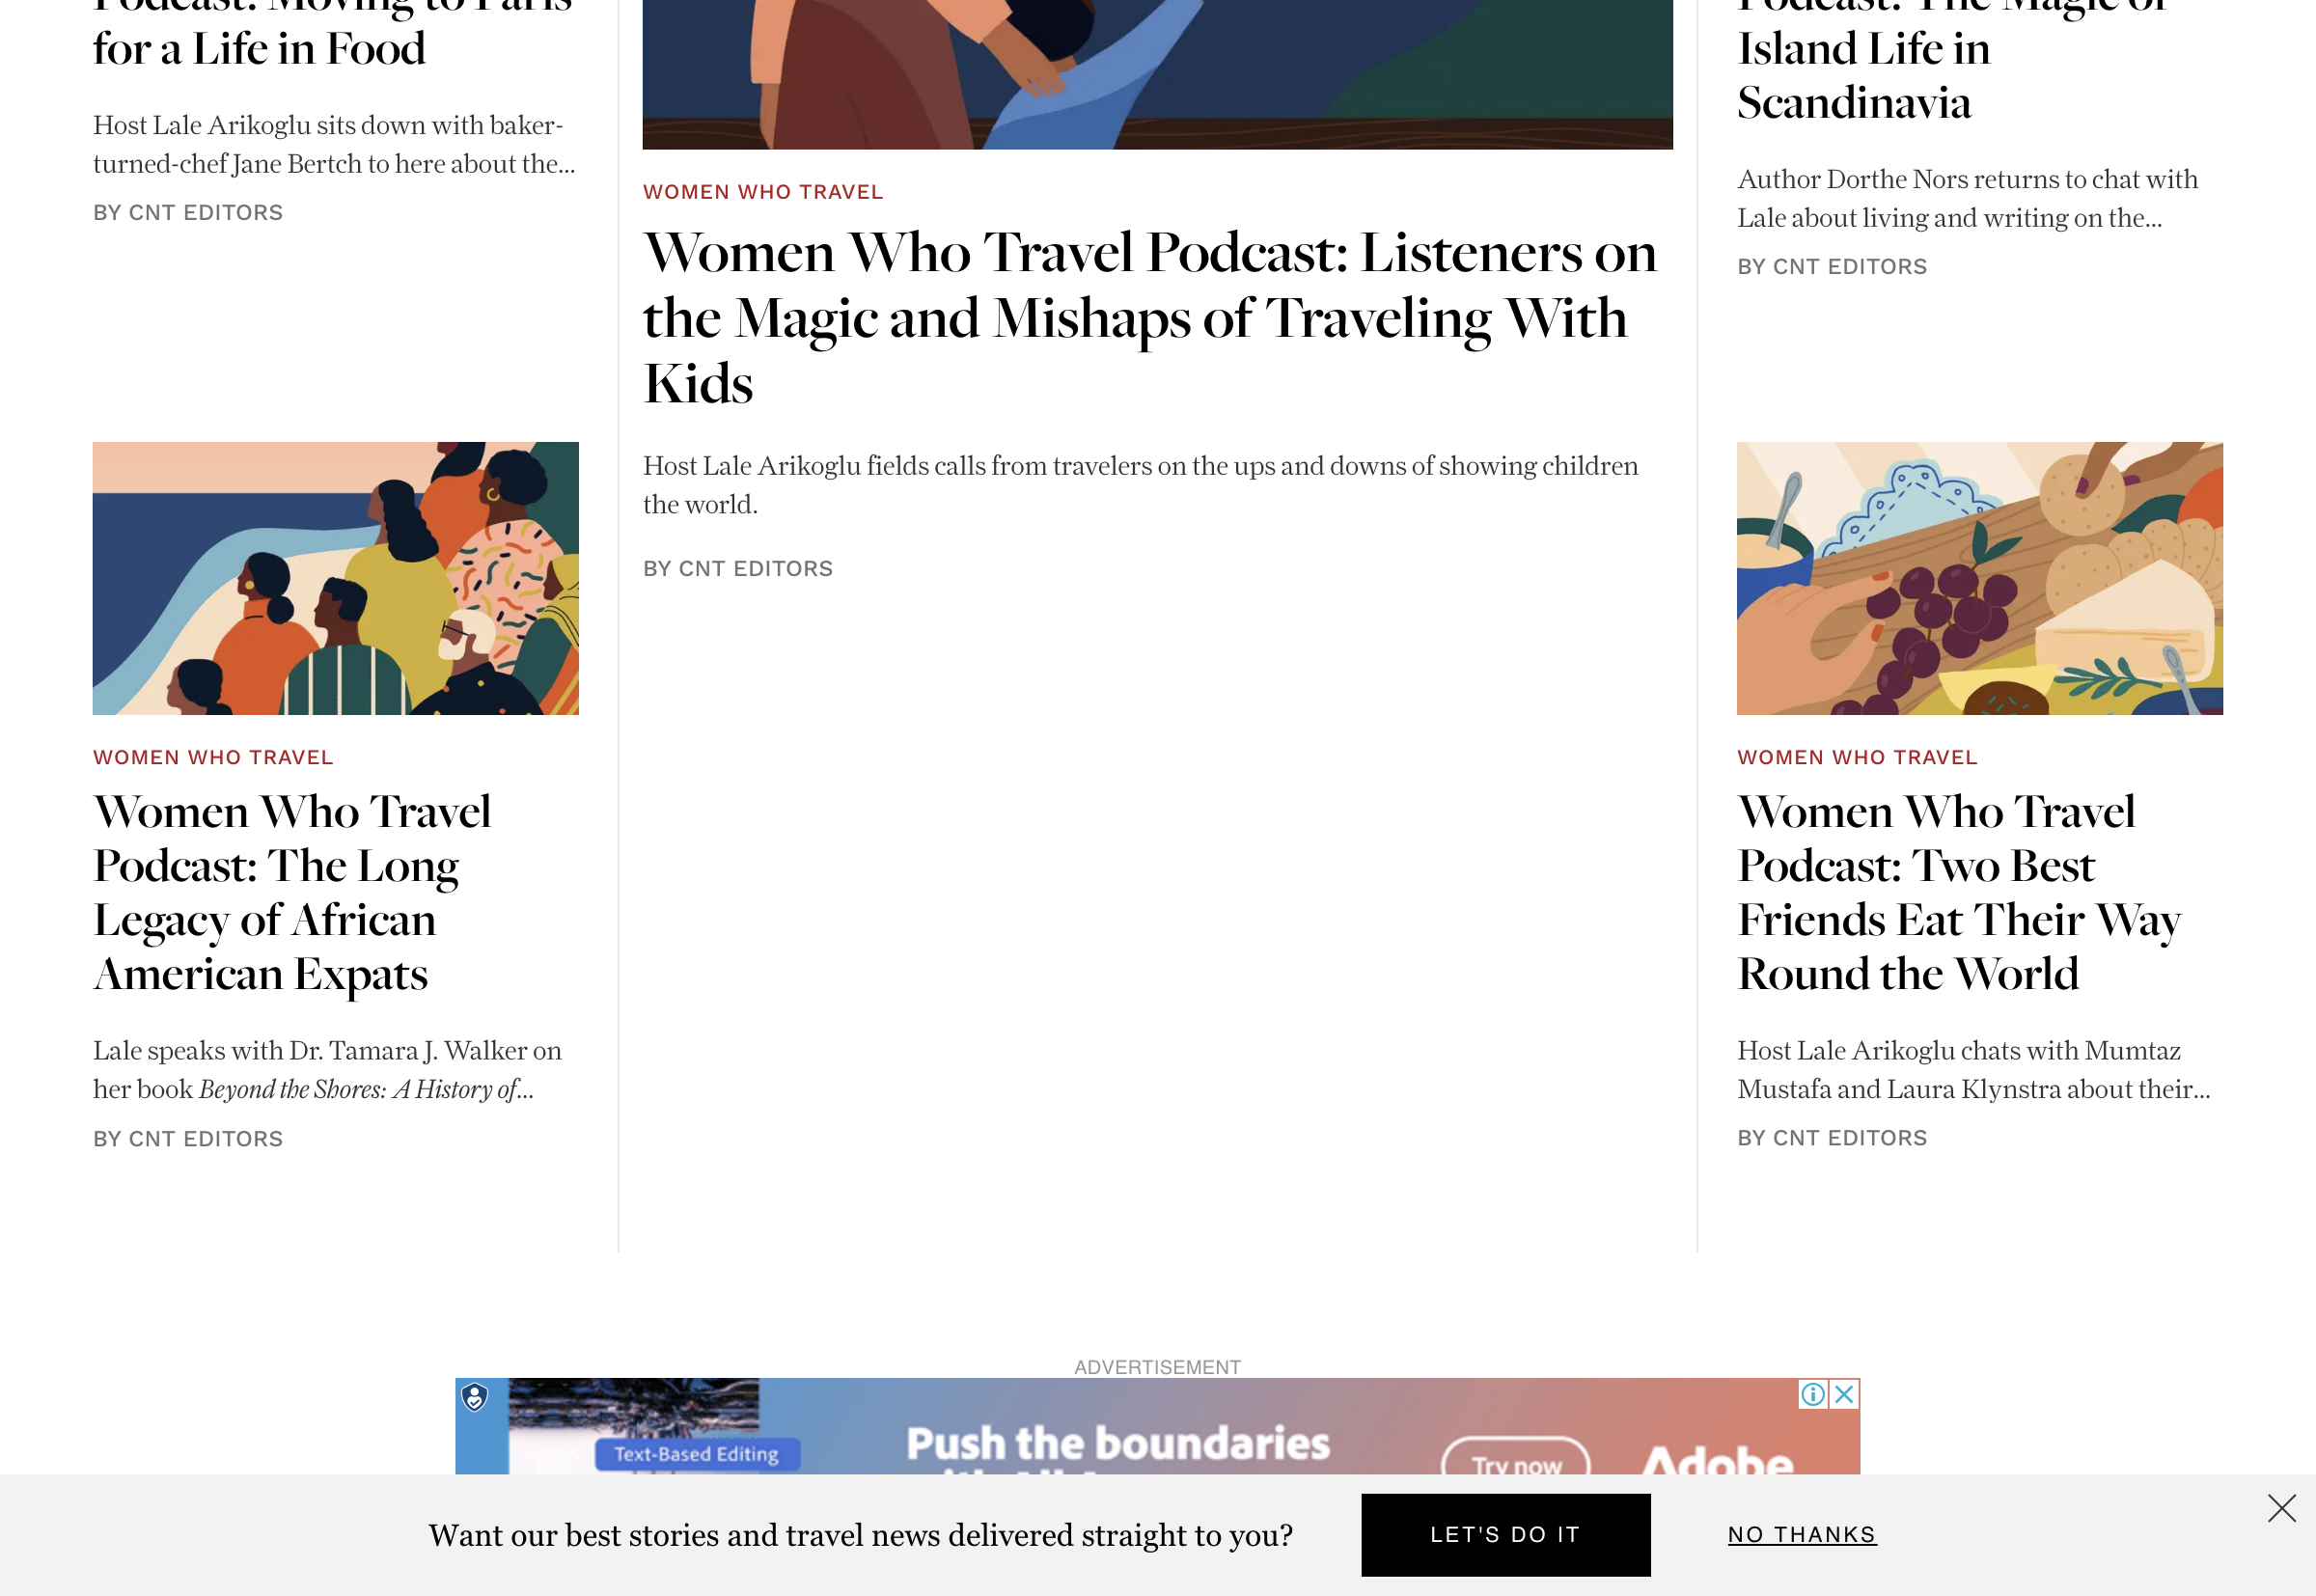 Podcast: Moving to Paris
for a Life in Food
Host Lale Arikoglu sits down with baker-
turned-chef Jane Bertch to here about the...
BY CNT EDITORS
WOMEN WHO TRAVEL
Women Who Travel
Podcast: The Long
Legacy of African
American Expats
Lale speaks with Dr. Tamara J. Walker on
her book Beyond the Shores: A History of...
BY CNT EDITORS
WOMEN WHO TRAVEL
Women Who Travel Podcast: Listeners on
the Magic and Mishaps of Traveling With
Kids
Host Lale Arikoglu fields calls from travelers on the ups and downs of showing children
the world.
BY CNT EDITORS
Podcast: The Magic of
Island Life in
Scandinavia
Author Dorthe Nors returns to chat with
Lale about living and writing on the...
BY CNT EDITORS
WOMEN WHO TRAVEL
Women Who Travel
Podcast: Two Best
Friends Eat Their Way
Round the World
Host Lale Arikoglu chats with Mumtaz
Mustafa and Laura Klynstra about their...
BY CNT EDITORS
ADVERTISEMENT
Text-Based Editing
Push the boundaries
Try now
Adobe
Want our best stories and travel news delivered straight to you?
LET'S DO IT
NO THANKS